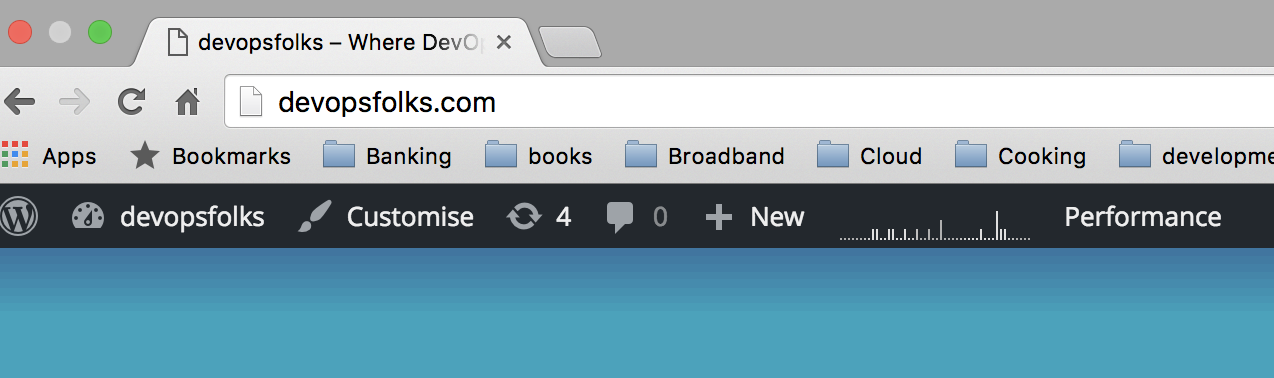 devopsfolks – Where DevO
devopsfolks.com
Apps Bookmarks Banking books Broadband Cloud Cooking developme
devopsfolks Customise 4 0 New Performance